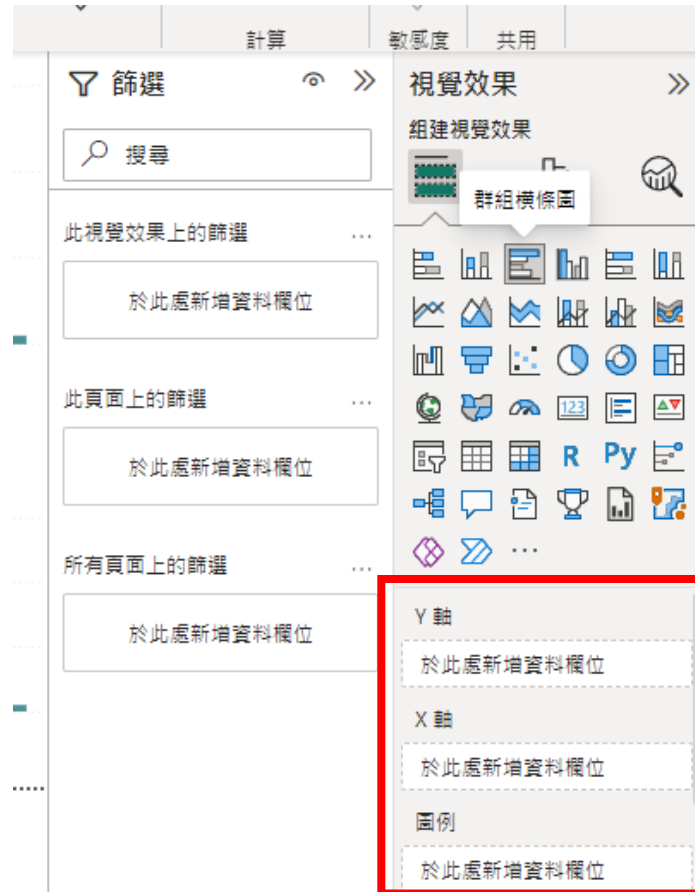 計算
敏感度
共用
篩選
搜尋
此視覺效果上的篩選
...
於此處新增資料欄位
此頁面上的篩選
...
於此處新增資料欄位
所有頁面上的篩選
...
於此處新增資料欄位
視覺效果
組建視覺效果
群組橫條圖
123
R
Py
...
Y 軸
於此處新增資料欄位
X 軸
於此處新增資料欄位
圖例
於此處新增資料欄位